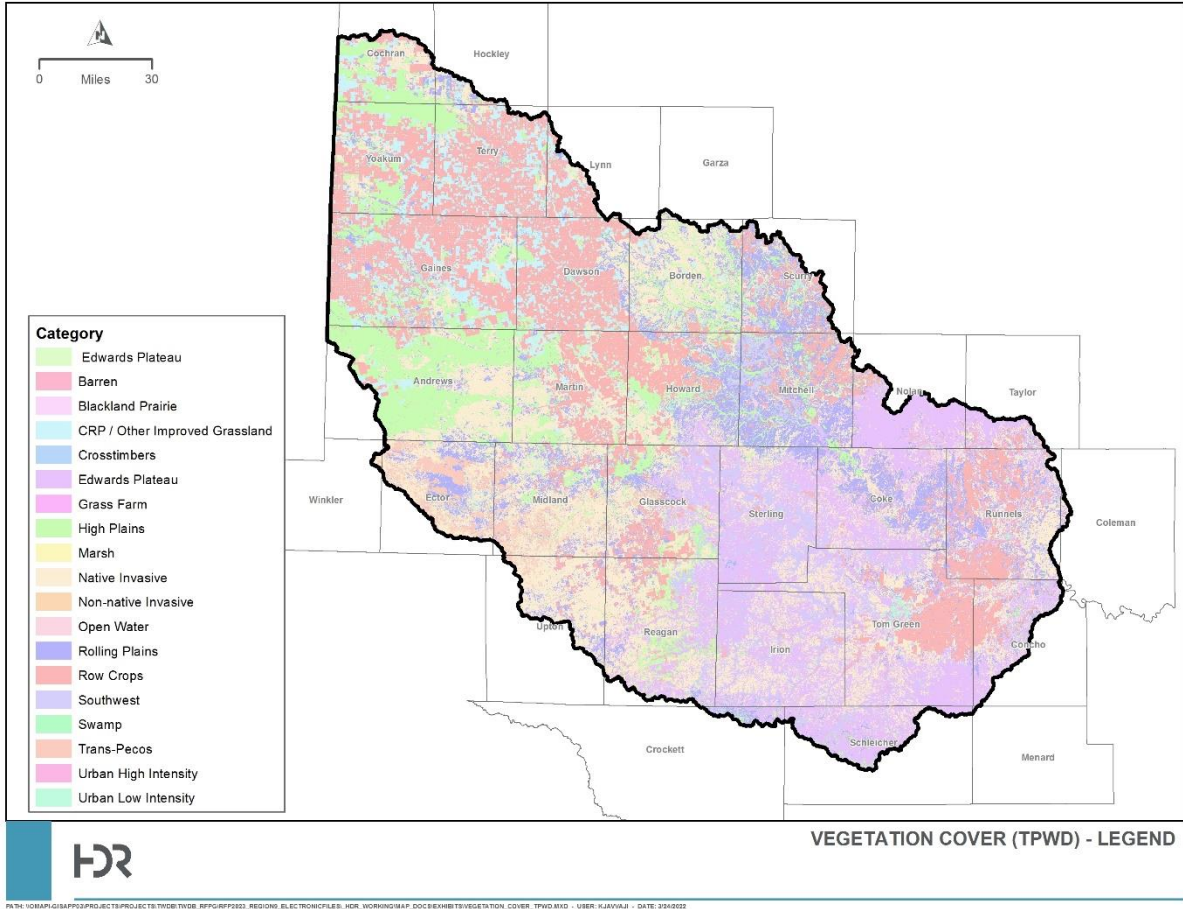 N
0 Miles 30
Cochran
Hockley
Yoakum
Terry
Lynn
Garza
Gaines
Dawson
Borden
Scurry
Andrews
Martin
Howard
Mitchell
Nolan
Taylor
Winkler
Ector
Midland
Glasscock
Sterling
Coke
Runnels
Coleman
Upton
Reagan
Irion
Tom Green
Concho
Crockett
Schleicher
Menard
Category
Edwards Plateau
Barren
Blackland Prairie
CRP / Other Improved Grassland
Crosstimbers
Edwards Plateau
Grass Farm
High Plains
Marsh
Native Invasive
Non-native Invasive
Open Water
Rolling Plains
Row Crops
Southwest
Swamp
Trans-Pecos
Urban High Intensity
Urban Low Intensity
VEGETATION COVER (TPWD) - LEGEND
HDR